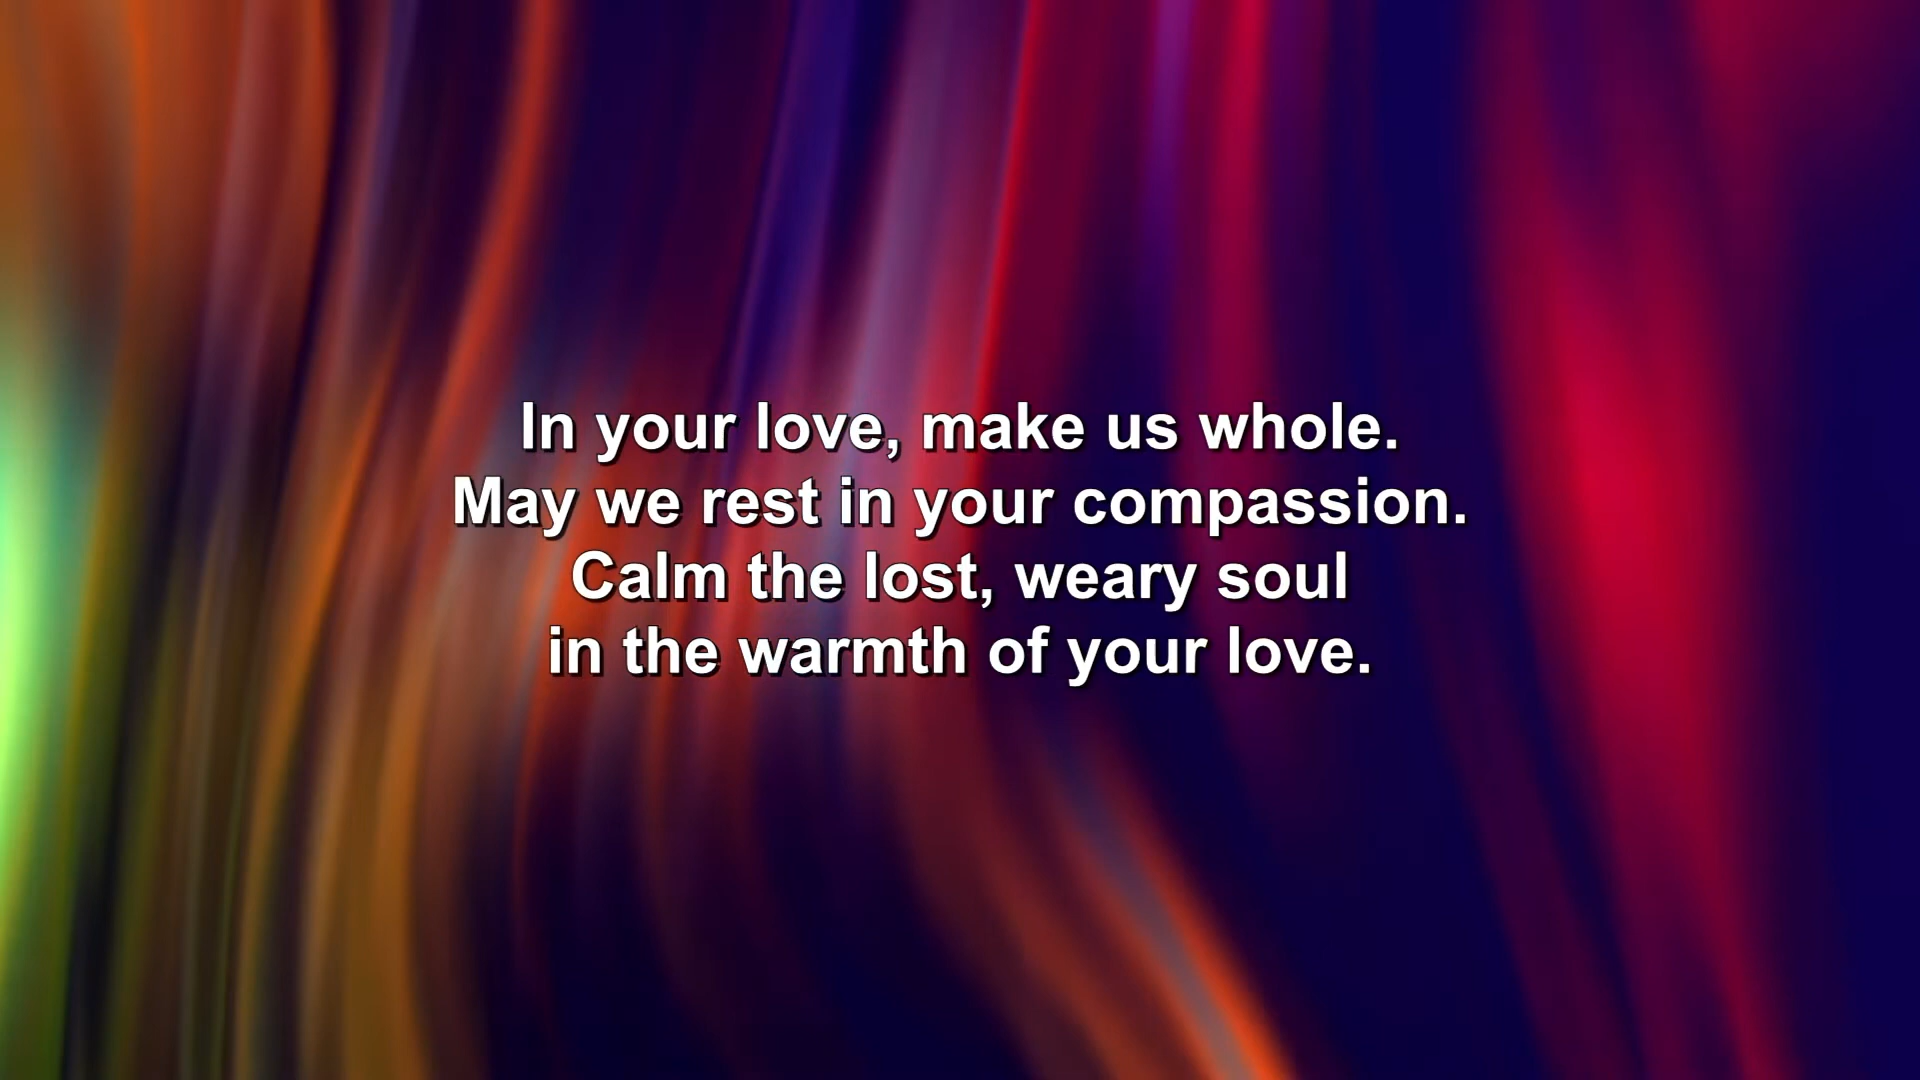 In your love, make us whole.
May we rest in your compassion.
Calm the lost, weary soul
in the warmth of your love.